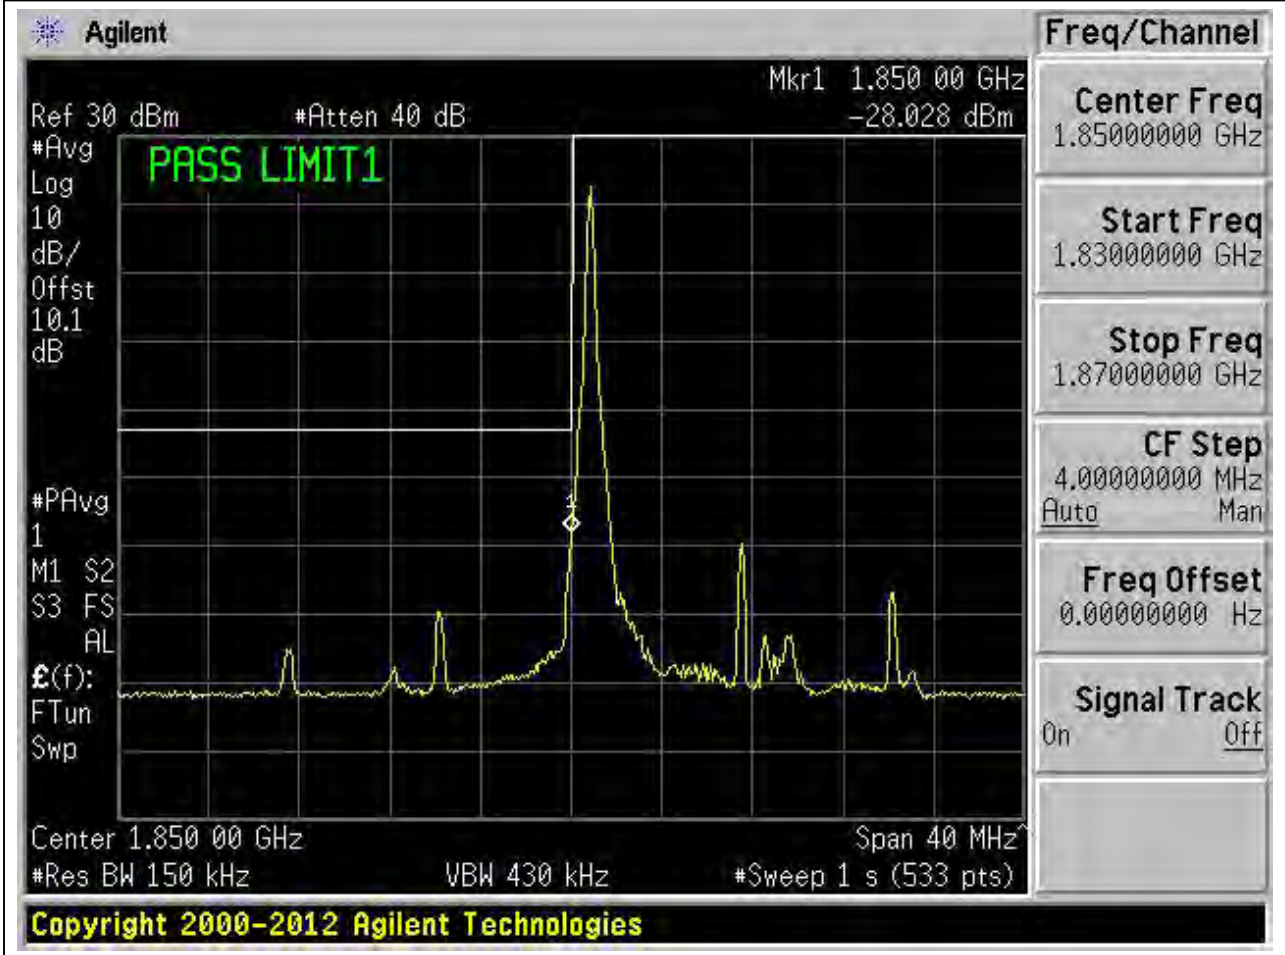 Agilent
Freq/Channel
Mkr1 1.850 00 GHz
Ref 30 dBm #Atten 40 dB -28.028 dBm
#Avg
Log
10
dB/
Offst
10.1
dB
PASS LIMIT1
1
#PAvg
1
M1 S2
S3 FS
AL
£(f):
FTun
Swp
Center 1.850 00 GHz Span 40 MHz^
#Res BW 150 kHz VBW 430 kHz #Sweep 1 s (533 pts)
Copyright 2000-2012 Agilent Technologies
Center Freq
1.85000000 GHz
Start Freq
1.83000000 GHz
Stop Freq
1.87000000 GHz
CF Step
4.00000000 MHz
Auto Man
Freq Offset
0.00000000 Hz
Signal Track
On Off